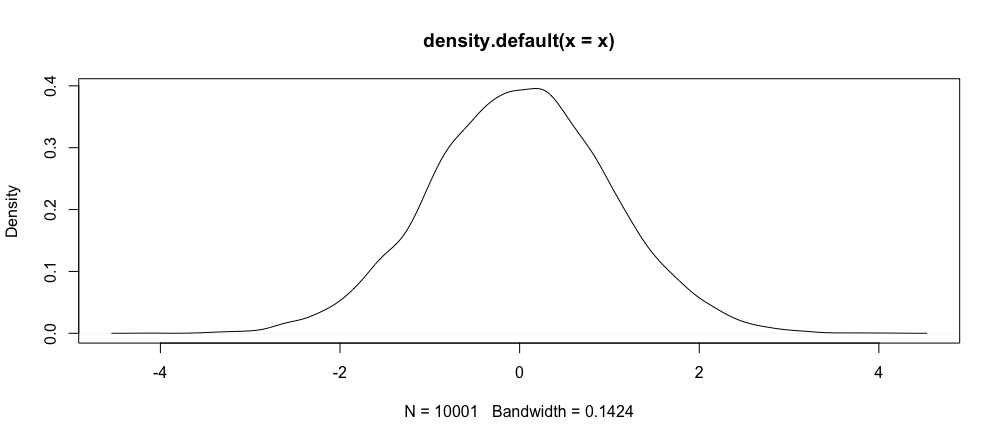 density.default(x = x)
Density
0.4
0.3
0.2
0.1
0.0
-4 -2 0 2 4
N = 10001 Bandwidth = 0.1424